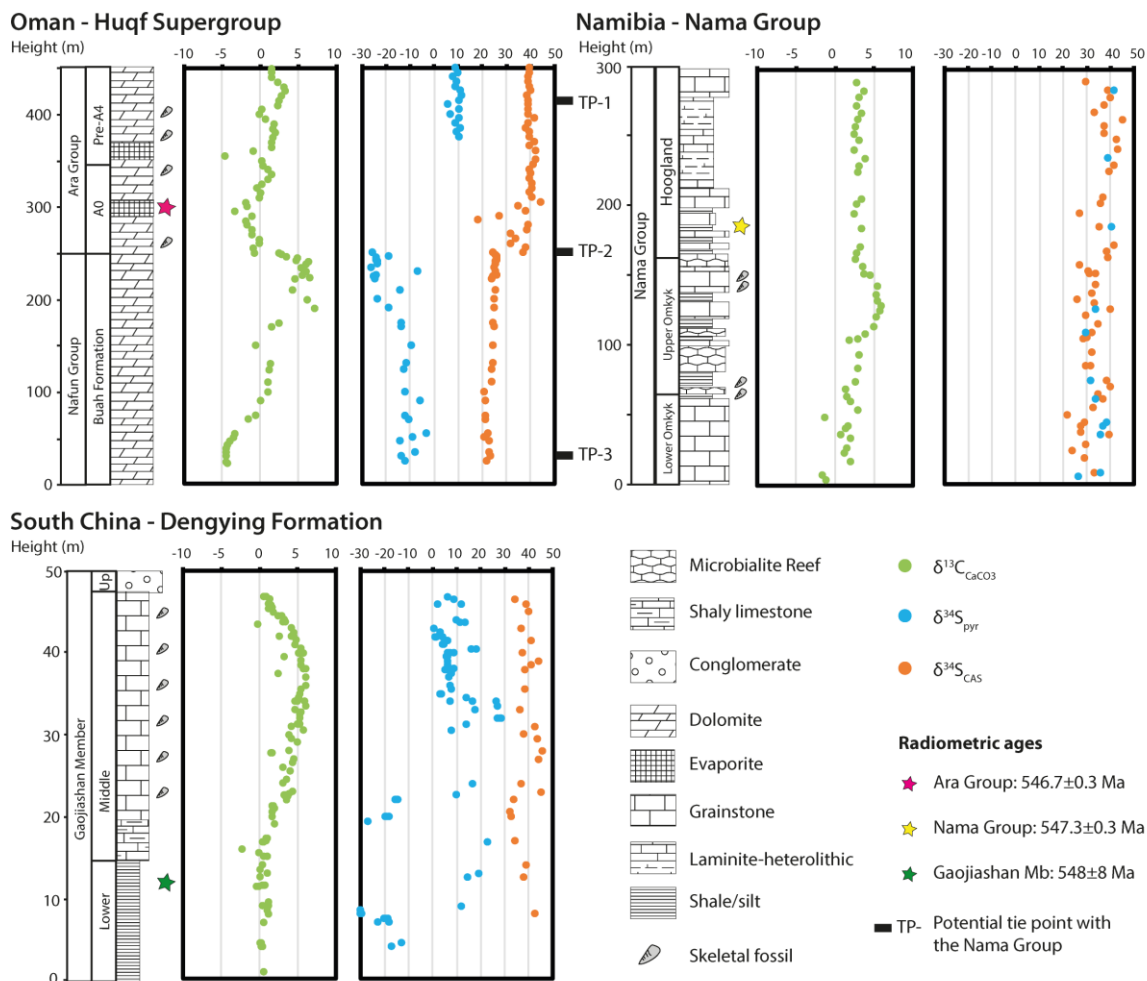 Oman - Huqf Supergroup
Height (m)
-10 -5 0 5 10
-30 -20 -10 0 10 20 30 40 50
400
300
200
100
0
Ara Group
Nafun Group
Pre-A4
A0
Buah Formation
TP-1
TP-2
TP-3
Namibia - Nama Group
Height (m)
-10 -5 0 5 10
-30 -20 -10 0 10 20 30 40 50
300
200
100
0
Nama Group
Hoogland
Upper Omkyk
Lower Omkyk
South China - Dengying Formation
Height (m)
-10 -5 0 5 10
-30 -20 -10 0 10 20 30 40 50
50
40
30
20
10
0
Gaojiashan Member
Up
Middle
Lower
Microbialite Reef
Shaly limestone
Conglomerate
Dolomite
Evaporite
Grainstone
Laminite-heterolithic
Shale/silt
Skeletal fossil
δ¹³C CaCO3
δ³⁴S pyr
δ³⁴S CAS
Radiometric ages
Ara Group: 546.7±0.3 Ma
Nama Group: 547.3±0.3 Ma
Gaojiashan Mb: 548±8 Ma
TP- Potential tie point with
the Nama Group